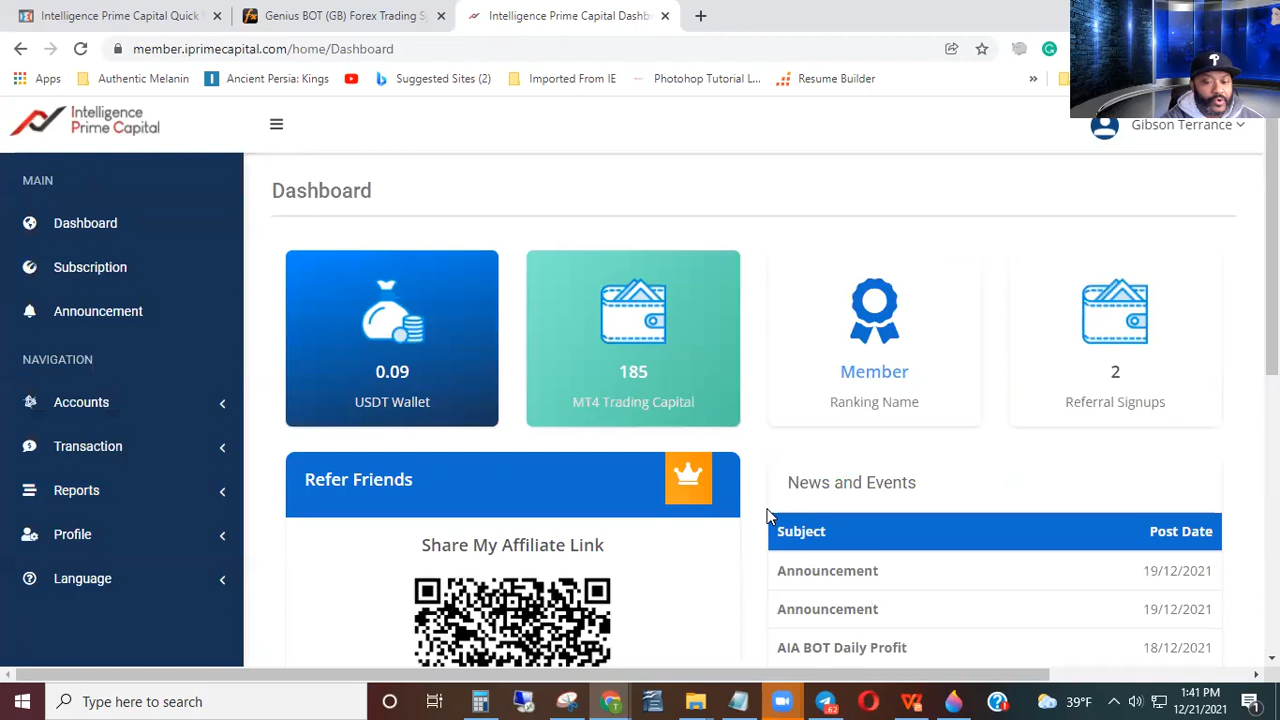 Intelligence Prime Capital Quick
Genius BOT (GB) Forex Trading S
Intelligence Prime Capital Dashb
member.iprimecapital.com/home/Dashboard
Apps
Authentic Melanin
Ancient Persia: Kings
Suggested Sites (2)
Imported From IE
Photohop Tutorial L...
Resume Builder
»
Intelligence
Prime Capital
Gibson Terrance
MAIN
Dashboard
Subscription
Announcement
NAVIGATION
Accounts
Transaction
Reports
Profile
Language
Dashboard
0.09
USDT Wallet
185
MT4 Trading Capital
Member
Ranking Name
2
Referral Signups
Refer Friends
Share My Affiliate Link
News and Events
Subject Post Date
Announcement 19/12/2021
Announcement 19/12/2021
AIA BOT Daily Profit 18/12/2021
Type here to search
62
39°F
1:41 PM
12/21/2021